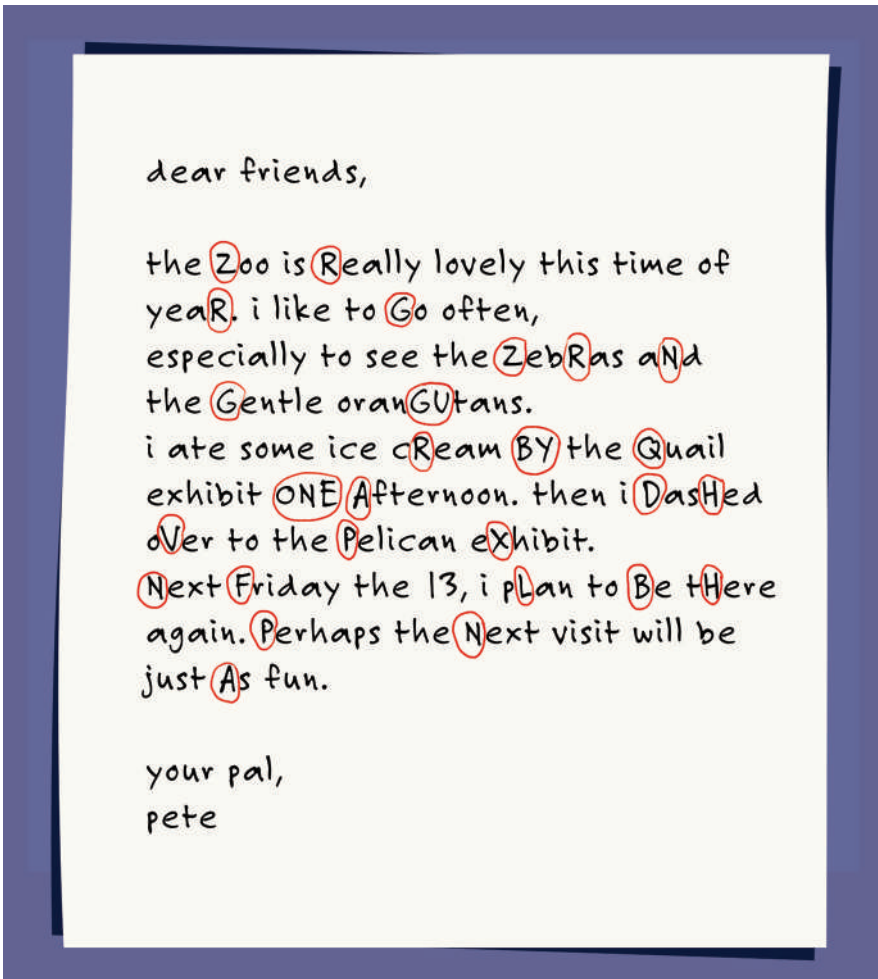 dear friends,
the Zoo is Really lovely this time of
yeaR. i like to Go often,
especially to see the ZebRas aNd
the Gentle oranGUtans.
i ate some ice cReam BY the Quail
exhibit ONE Afternoon. then i DasHed
oVer to the Pelican eXhibit.
Next Friday the 13, i pLan to Be tHere
again. Perhaps the Next visit will be
just As fun.
your pal,
pete